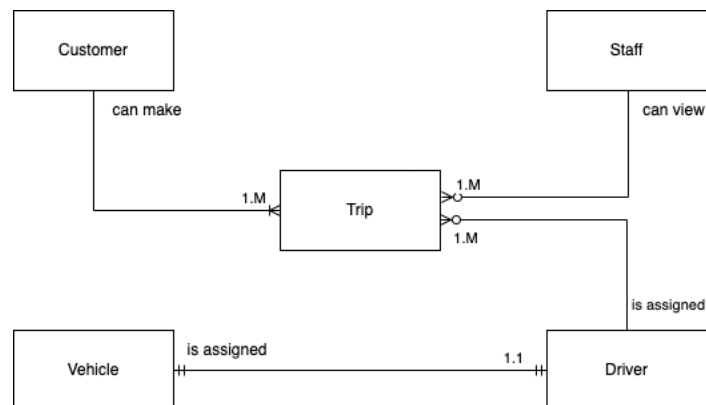 Customer
Staff
can make
can view
1.M
1.M
Trip
1.M
is assigned
is assigned
1.1
Vehicle
Driver